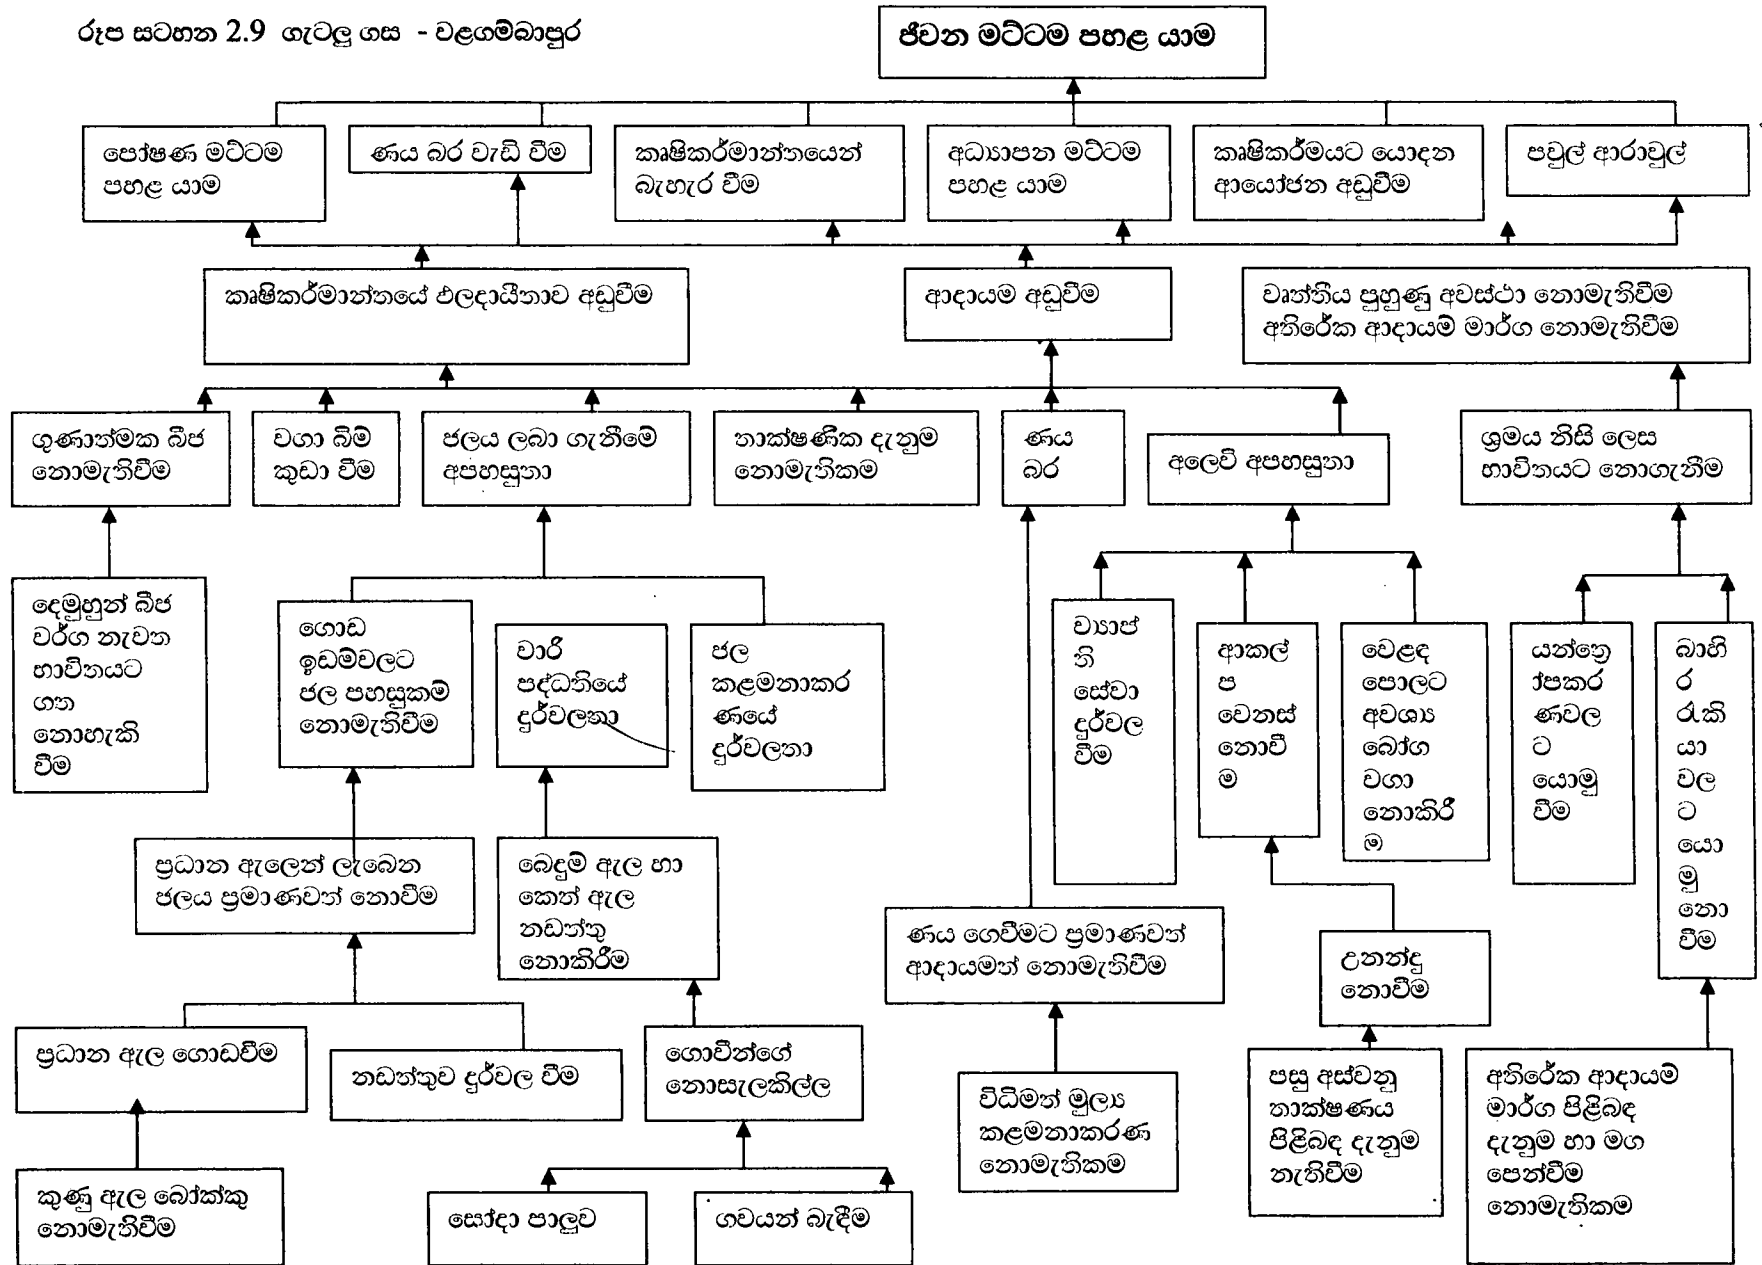 රූප සටහන 2.9 ගැටලු ගස - වළගම්බාපුර
ජීවන මට්ටම පහළ යාම
පෝෂණ මට්ටම
පහළ යාම
ණය බර වැඩි වීම
කෘෂිකර්මාන්තයෙන්
බැහැර වීම
අධ්‍යාපන මට්ටම
පහළ යාම
කෘෂිකර්මයට යොදන
ආයෝජන අඩුවීම
පවුල් ආරාවුල්
කෘෂිකර්මාන්තයේ ඵලදායීතාව අඩුවීම
ආදායම අඩුවීම
වෘත්තීය පුහුණු අවස්ථා නොමැතිවීම
අතිරේක ආදායම් මාර්ග නොමැතිවීම
ගුණාත්මක බීජ
නොමැතිවීම
වගා බිම්
කුඩා වීම
ජලය ලබා ගැනීමේ
අපහසුතා
තාක්ෂණික දැනුම
නොමැතිකම
ණය
බර
අලෙවි අපහසුතා
ශ්‍රමය නිසි ලෙස
භාවිතයට නොගැනීම
දෙමුහුන් බීජ
වර්ග නැවත
භාවිතයට
ගත
නොහැකි
වීම
ගොඩ
ඉඩම්වලට
ජල පහසුකම්
නොමැතිවීම
වාරි
පද්ධතියේ
දුර්වලතා
ජල
කළමනාකර
ණයේ
දුර්වලතා
ව්‍යාප්
ති
සේවා
දුර්වල
වීම
ආකල්
ප
වෙනස්
නොවී
ම
වෙළඳ
පොලට
අවශ්‍ය
බෝග
වගා
නොකිරී
ම
යන්ත්‍රෙ
ා්පකර
ණවල
ට
යොමු
වීම
බාහි
ර
රැකි
යා
වල
ට
යො
මු
නො
වීම
ප්‍රධාන ඇලෙන් ලැබෙන
ජලය ප්‍රමාණවත් නොවීම
බෙදුම් ඇල හා
කෙත් ඇල
නඩත්තු
නොකිරීම
ණය ගෙවීමට ප්‍රමාණවත්
ආදායමත් නොමැතිවීම
උනන්දු
නොවීම
ප්‍රධාන ඇල ගොඩවීම
නඩත්තුව දුර්වල වීම
ගොවීන්ගේ
නොසැලකිල්ල
විධිමත් මූල්‍ය
කළමනාකරණ
නොමැතිකම
පසු අස්වනු
තාක්ෂණය
පිළිබඳ දැනුම
නැතිවීම
අතිරේක ආදායම්
මාර්ග පිළිබඳ
දැනුම හා මග
පෙන්වීම
නොමැතිකම
කුණු ඇල බෝක්කු
නොමැතිවීම
සෝදා පාලුව
ගවයන් බැඳීම